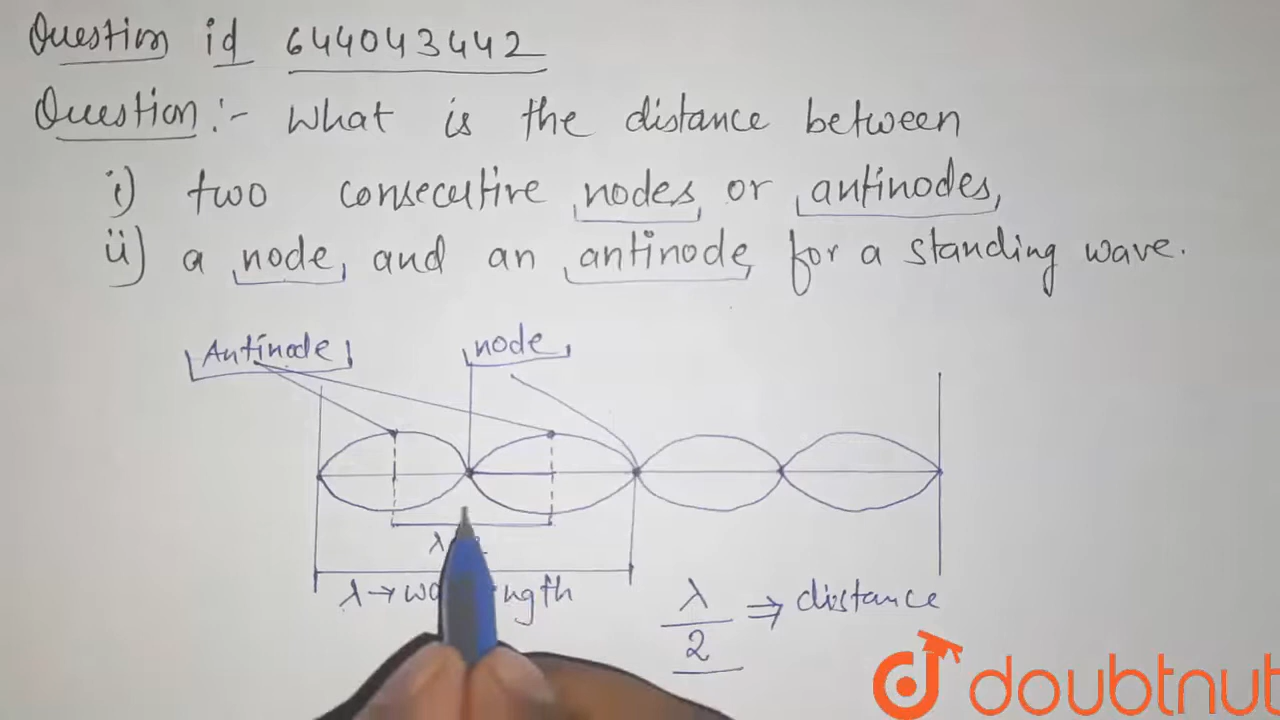 Question id 644043442
Question :- What is the distance between
i) two consecutive nodes or antinodes,
ii) a node and an antinode for a standing wave.
Antinode
node
λ
λ →
ngth
λ/2 ⇒ distance
doubtnut